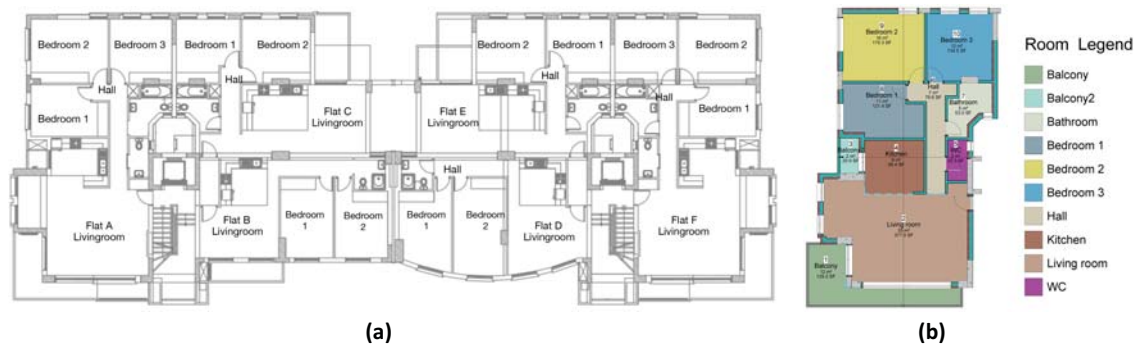 Bedroom 2
Bedroom 3
Bedroom 1
Bedroom 2
Bedroom 2
Bedroom 1
Bedroom 3
Bedroom 2
Hall
Hall
Hall
Hall
Bedroom 1
Flat C
Livingroom
Flat E
Livingroom
Bedroom 1
Hall
Flat A
Livingroom
Flat B
Livingroom
Bedroom
1
Bedroom
2
Bedroom
1
Bedroom
2
Flat D
Livingroom
Flat F
Livingroom
(a)
Bedroom 2
Bedroom 3
Hall
Bedroom 1
Bathroom
Balcony
Kitchen
WC
Living room
Balcony
(b)
Room Legend
Balcony
Balcony2
Bathroom
Bedroom 1
Bedroom 2
Bedroom 3
Hall
Kitchen
Living room
WC